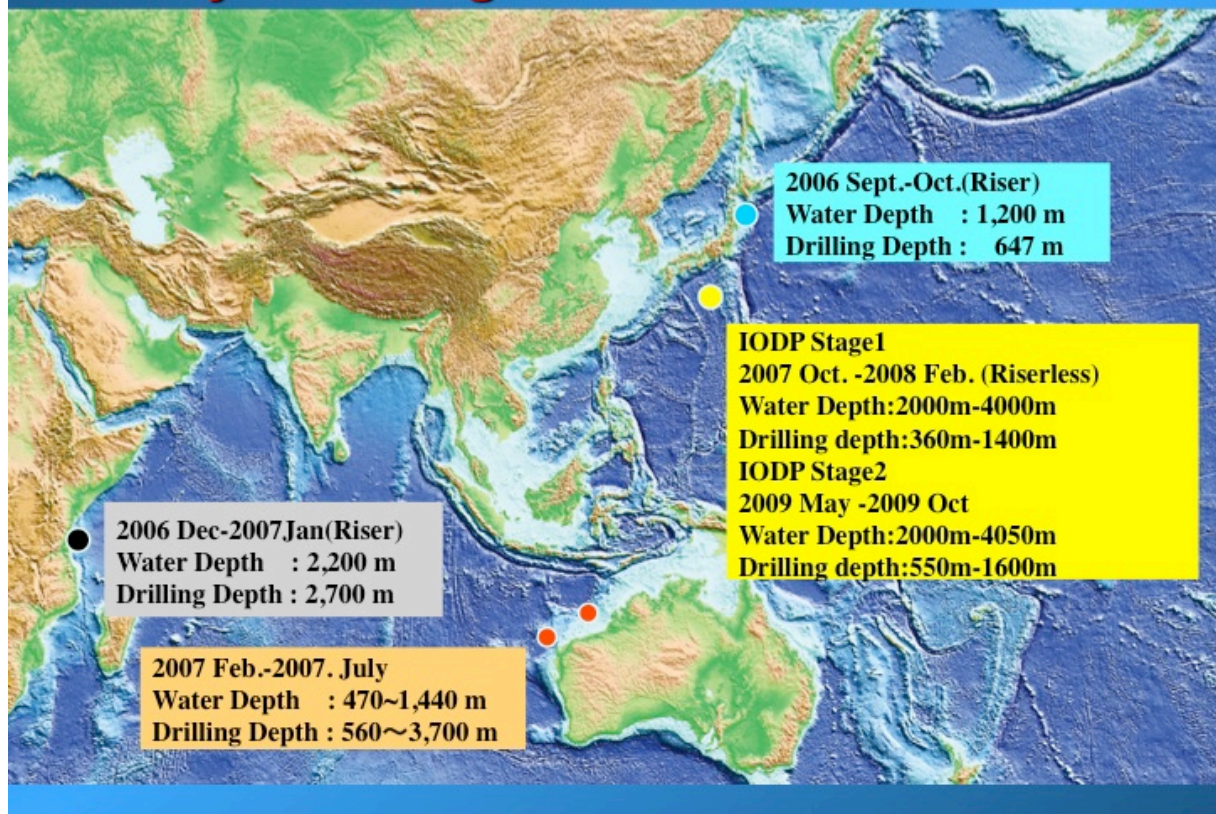 2006 Sept.-Oct.(Riser)
Water Depth : 1,200 m
Drilling Depth : 647 m
IODP Stage1
2007 Oct. -2008 Feb. (Riserless)
Water Depth:2000m-4000m
Drilling depth:360m-1400m
IODP Stage2
2009 May -2009 Oct
Water Depth:2000m-4050m
Drilling depth:550m-1600m
2006 Dec-2007Jan(Riser)
Water Depth : 2,200 m
Drilling Depth : 2,700 m
2007 Feb.-2007. July
Water Depth : 470~1,440 m
Drilling Depth : 560〜3,700 m